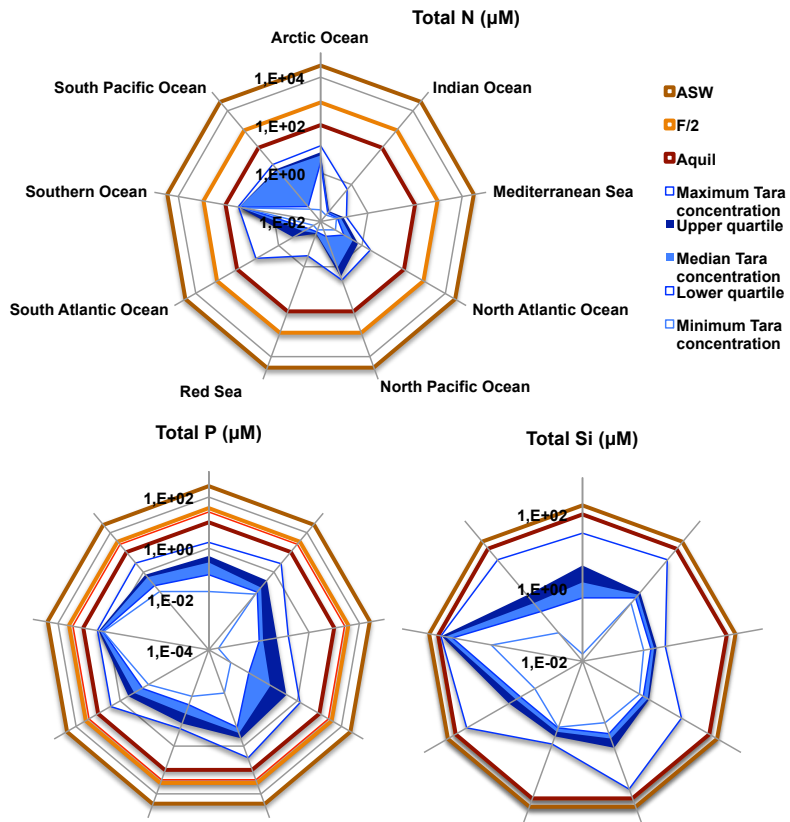 Total N (µM)
Arctic Ocean
1,E+04
South Pacific Ocean
Indian Ocean
1,E+02
1,E+00
Southern Ocean
Mediterranean Sea
1,E-02
South Atlantic Ocean
North Atlantic Ocean
Red Sea
North Pacific Ocean
ASW
F/2
Aquil
Maximum Tara
concentration
Upper quartile
Median Tara
concentration
Lower quartile
Minimum Tara
concentration
Total P (µM)
1,E+02
1,E+00
1,E-02
1,E-04
Total Si (µM)
1,E+02
1,E+00
1,E-02